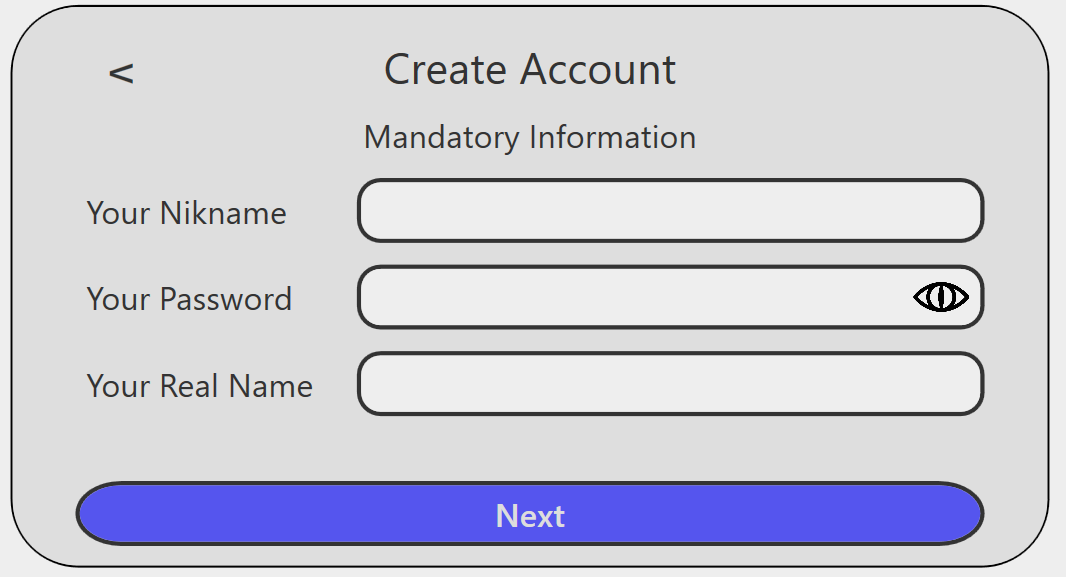 < Create Account
Mandatory Information
Your Nikname
Your Password
Your Real Name
Next